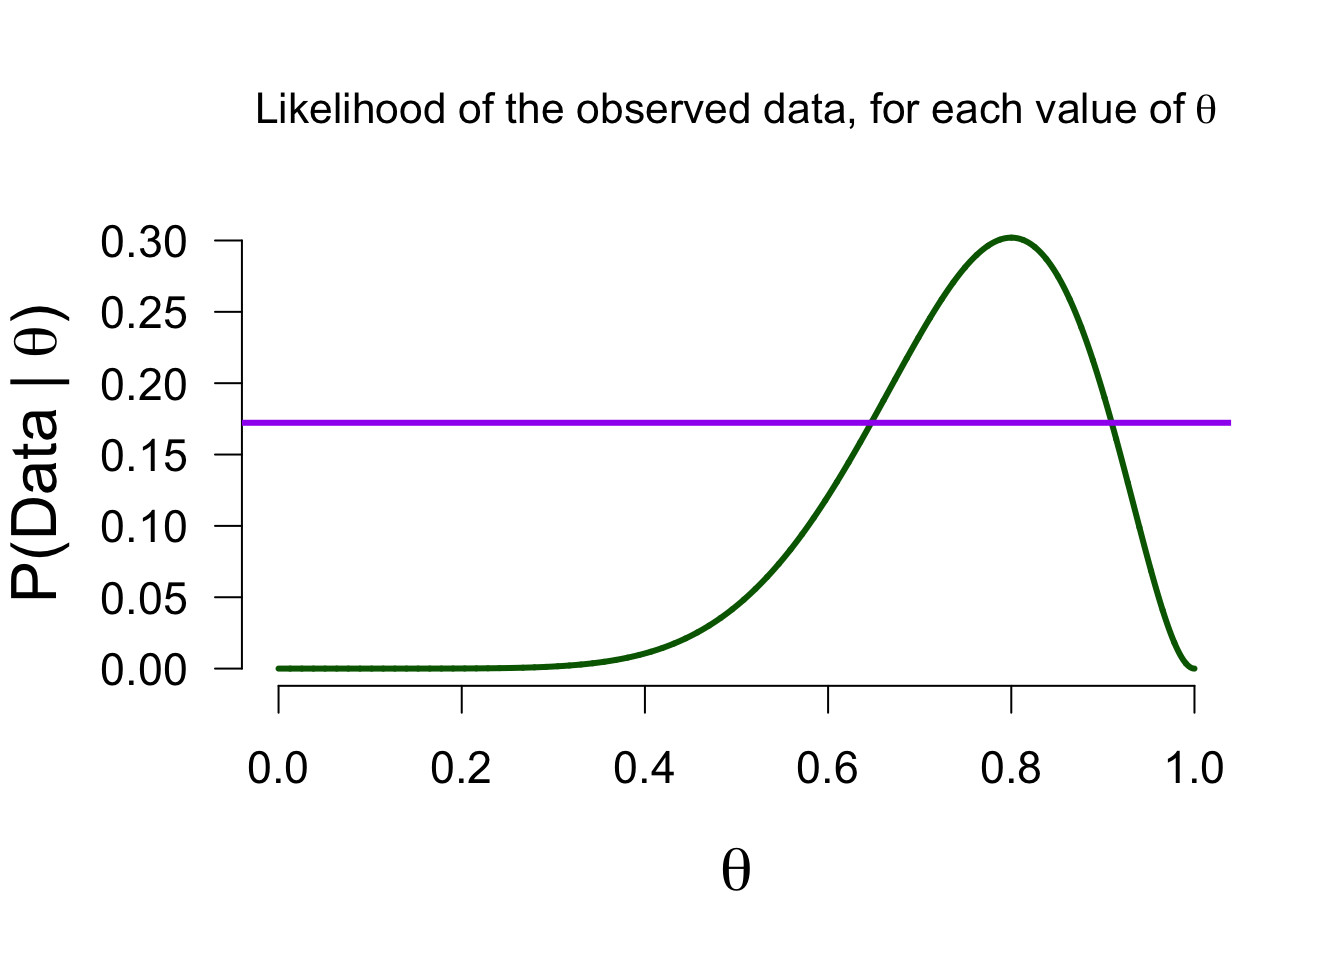 Likelihood of the observed data, for each value of θ
P(Data | θ)
0.30
0.25
0.20
0.15
0.10
0.05
0.00
0.0 0.2 0.4 0.6 0.8 1.0
θ